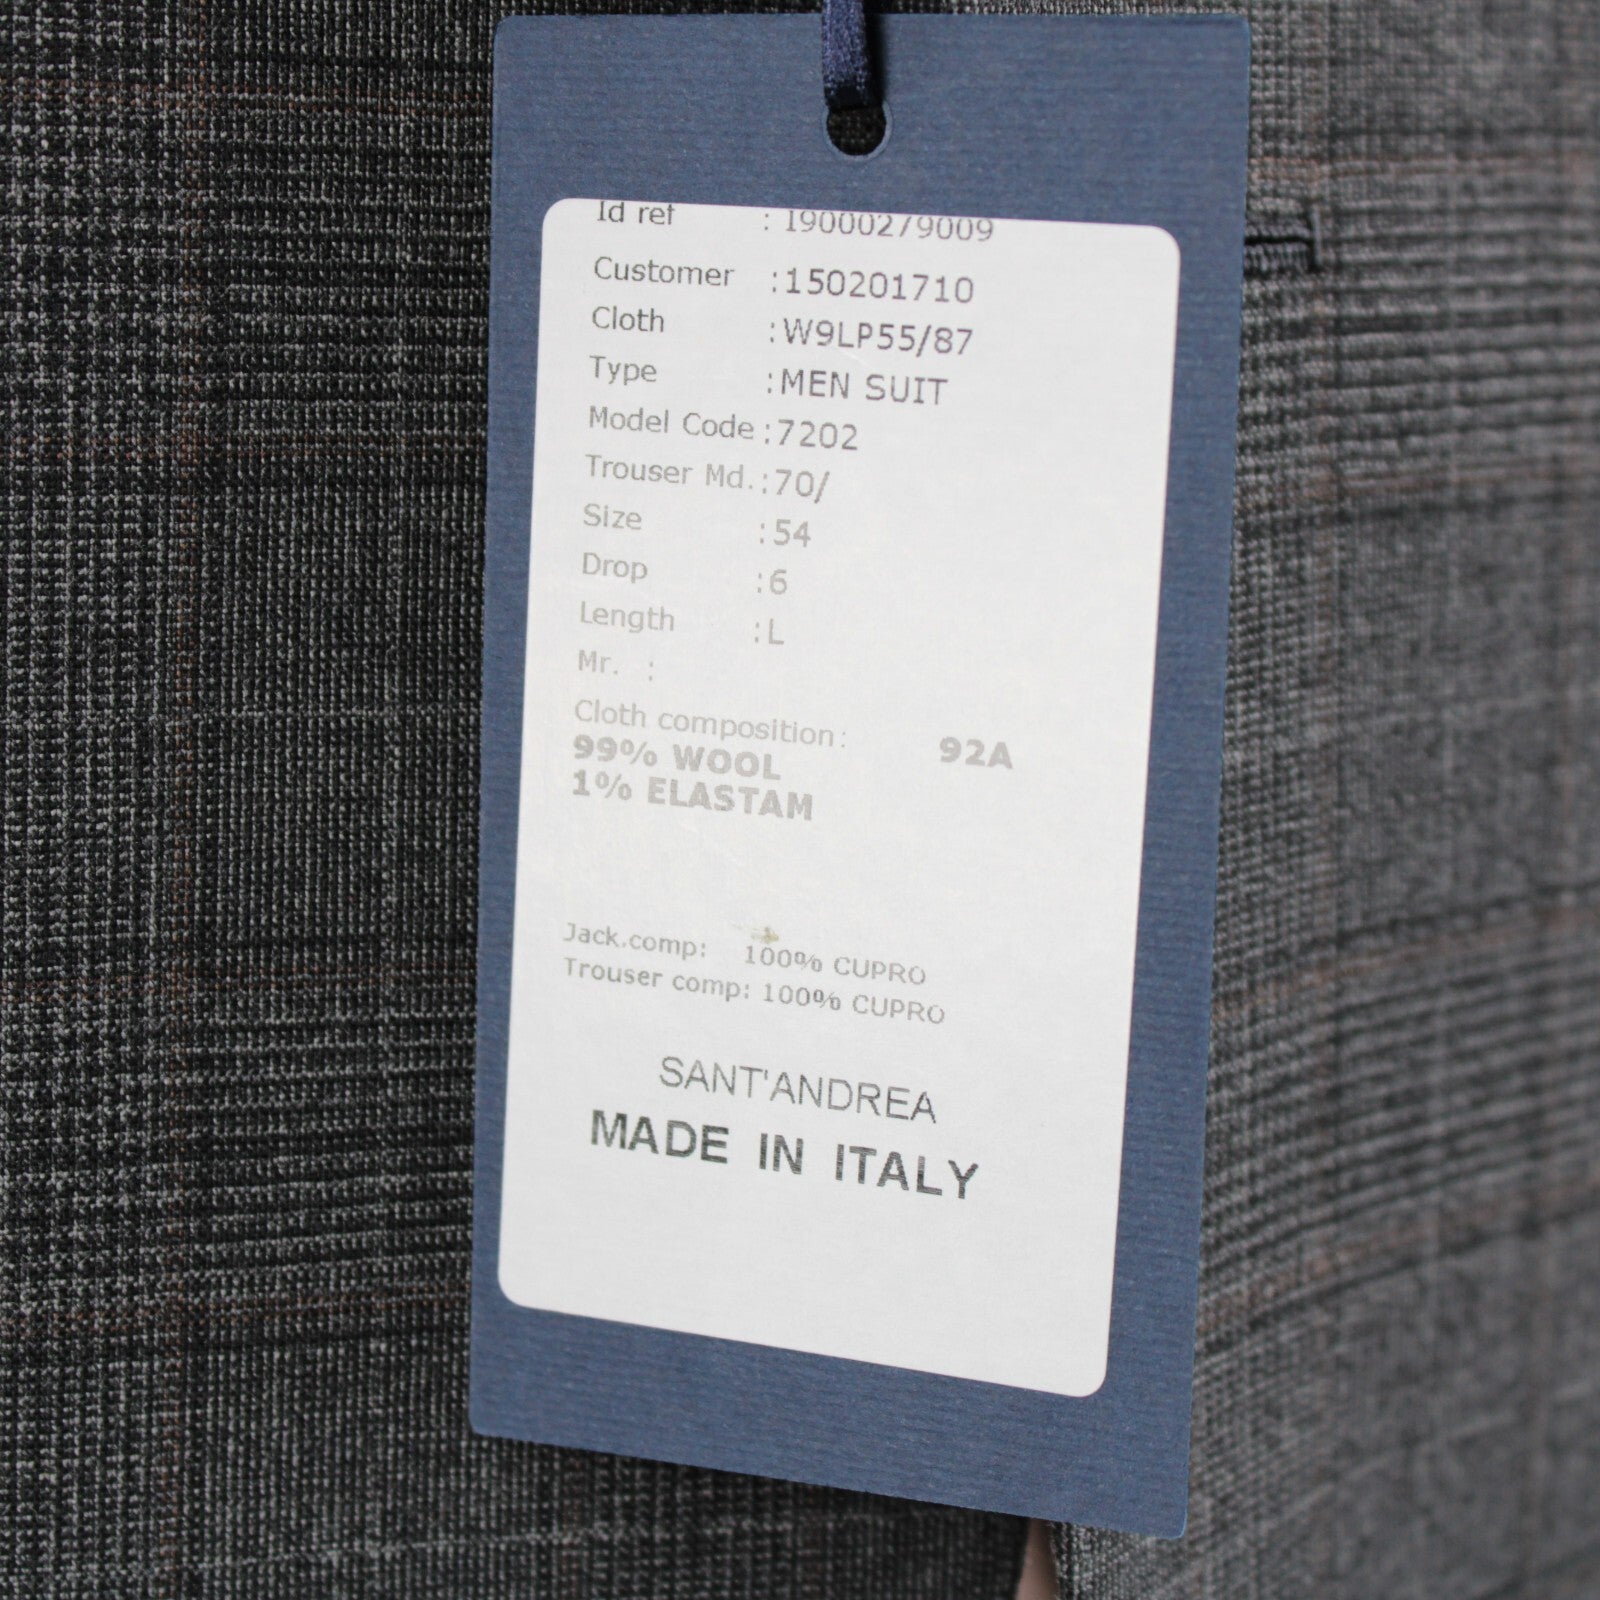 Id ref : 19000279009
Customer :150201710
Cloth :W9LP55/87
Type :MEN SUIT
Model Code :7202
Trouser Md.:70/
Size :54
Drop :6
Length :L
Mr. :
Cloth composition: 92A
99% WOOL
1% ELASTAM
Jack.comp: 100% CUPRO
Trouser comp: 100% CUPRO
SANT'ANDREA
MADE IN ITALY